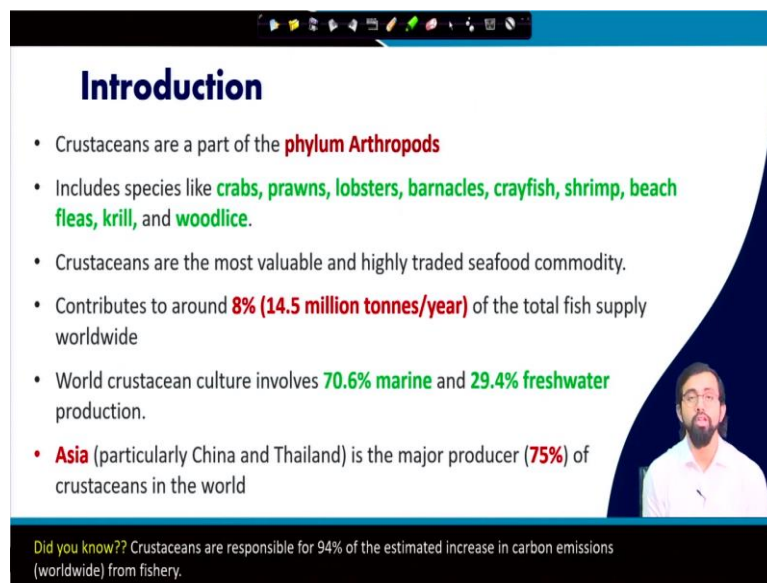 Introduction
• Crustaceans are a part of the phylum Arthropods
• Includes species like crabs, prawns, lobsters, barnacles, crayfish, shrimp, beach
fleas, krill, and woodlice.
• Crustaceans are the most valuable and highly traded seafood commodity.
• Contributes to around 8% (14.5 million tonnes/year) of the total fish supply
worldwide
• World crustacean culture involves 70.6% marine and 29.4% freshwater
production.
• Asia (particularly China and Thailand) is the major producer (75%) of
crustaceans in the world
Did you know?? Crustaceans are responsible for 94% of the estimated increase in carbon emissions
(worldwide) from fishery.